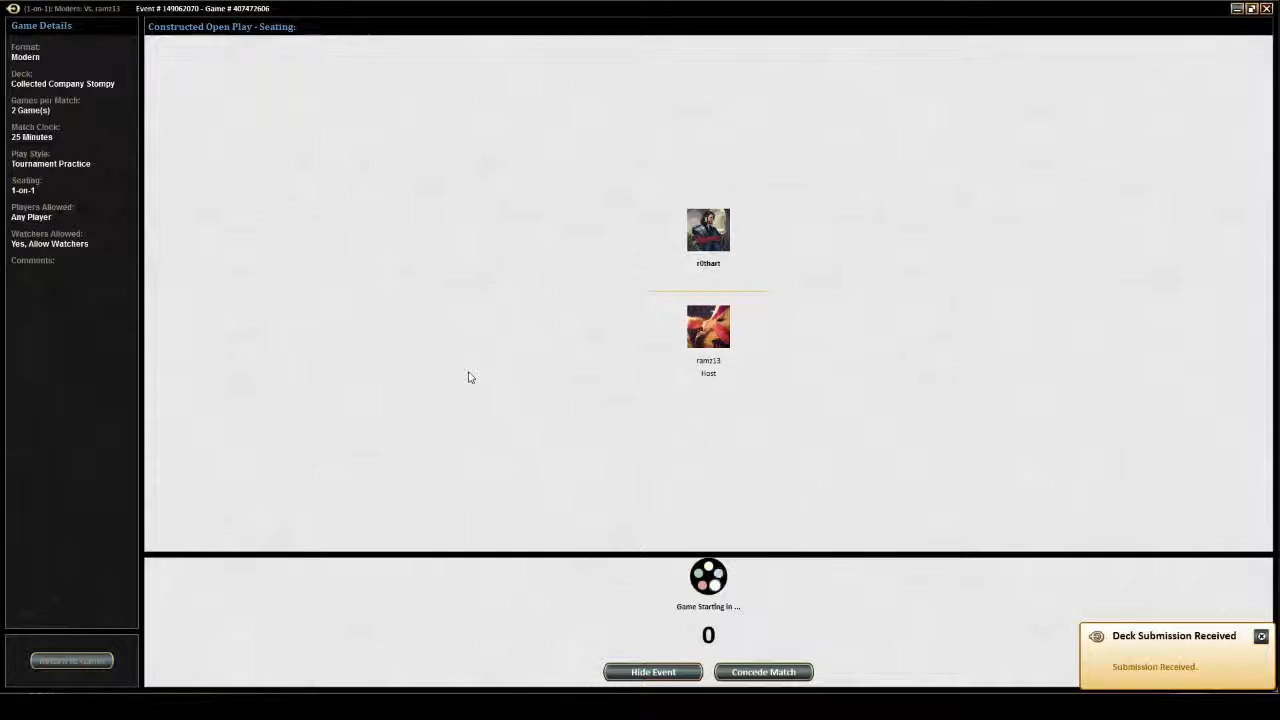 (1-on-1): Modern: Vs. ramz13 Event # 149062070 - Game # 407472606
Game Details
Format:
Modern
Deck:
Collected Company Stompy
Games per Match:
2 Game(s)
Match Clock:
25 Minutes
Play Style:
Tournament Practice
Seating:
1-on-1
Players Allowed:
Any Player
Watchers Allowed:
Yes, Allow Watchers
Comments:
Return to Game
Constructed Open Play - Seating:
r0thart
ramz13
Host
Game Starting in ...
0
Hide Event
Concede Match
Deck Submission Received
Submission Received.